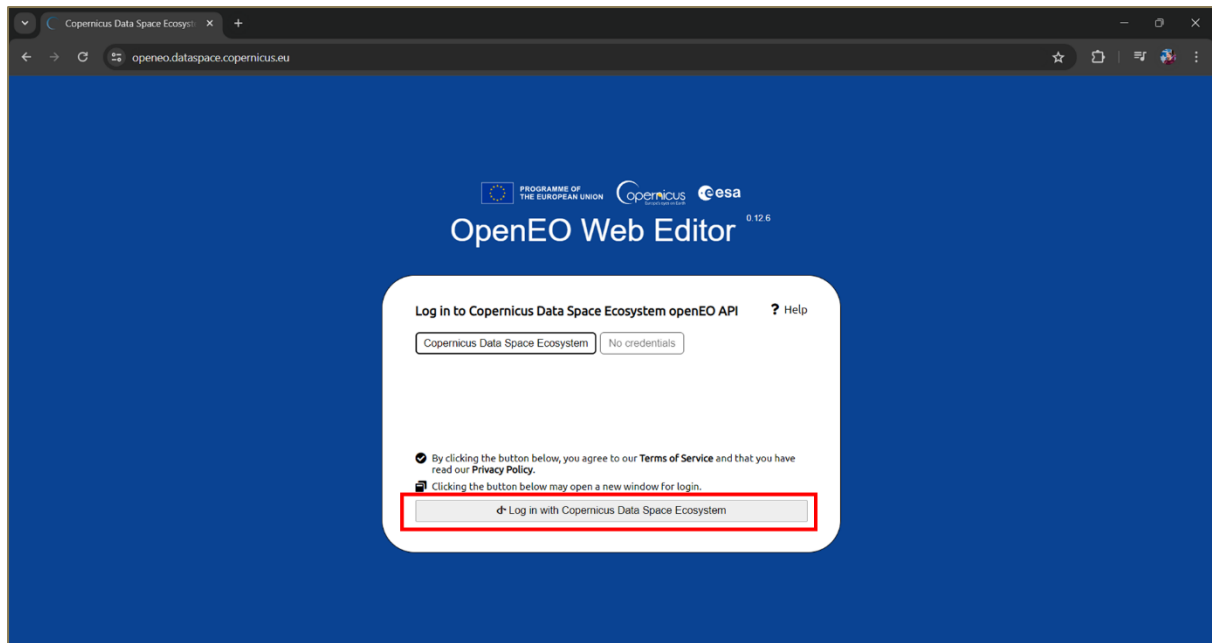 Copernicus Data Space Ecosyst
openeo.dataspace.copernicus.eu
PROGRAMME OF
THE EUROPEAN UNION
opernicus
esa
OpenEO Web Editor 0.12.6
Log in to Copernicus Data Space Ecosystem openEO API
? Help
Copernicus Data Space Ecosystem
No credentials
By clicking the button below, you agree to our Terms of Service and that you have
read our Privacy Policy.
Clicking the button below may open a new window for login.
Log in with Copernicus Data Space Ecosystem